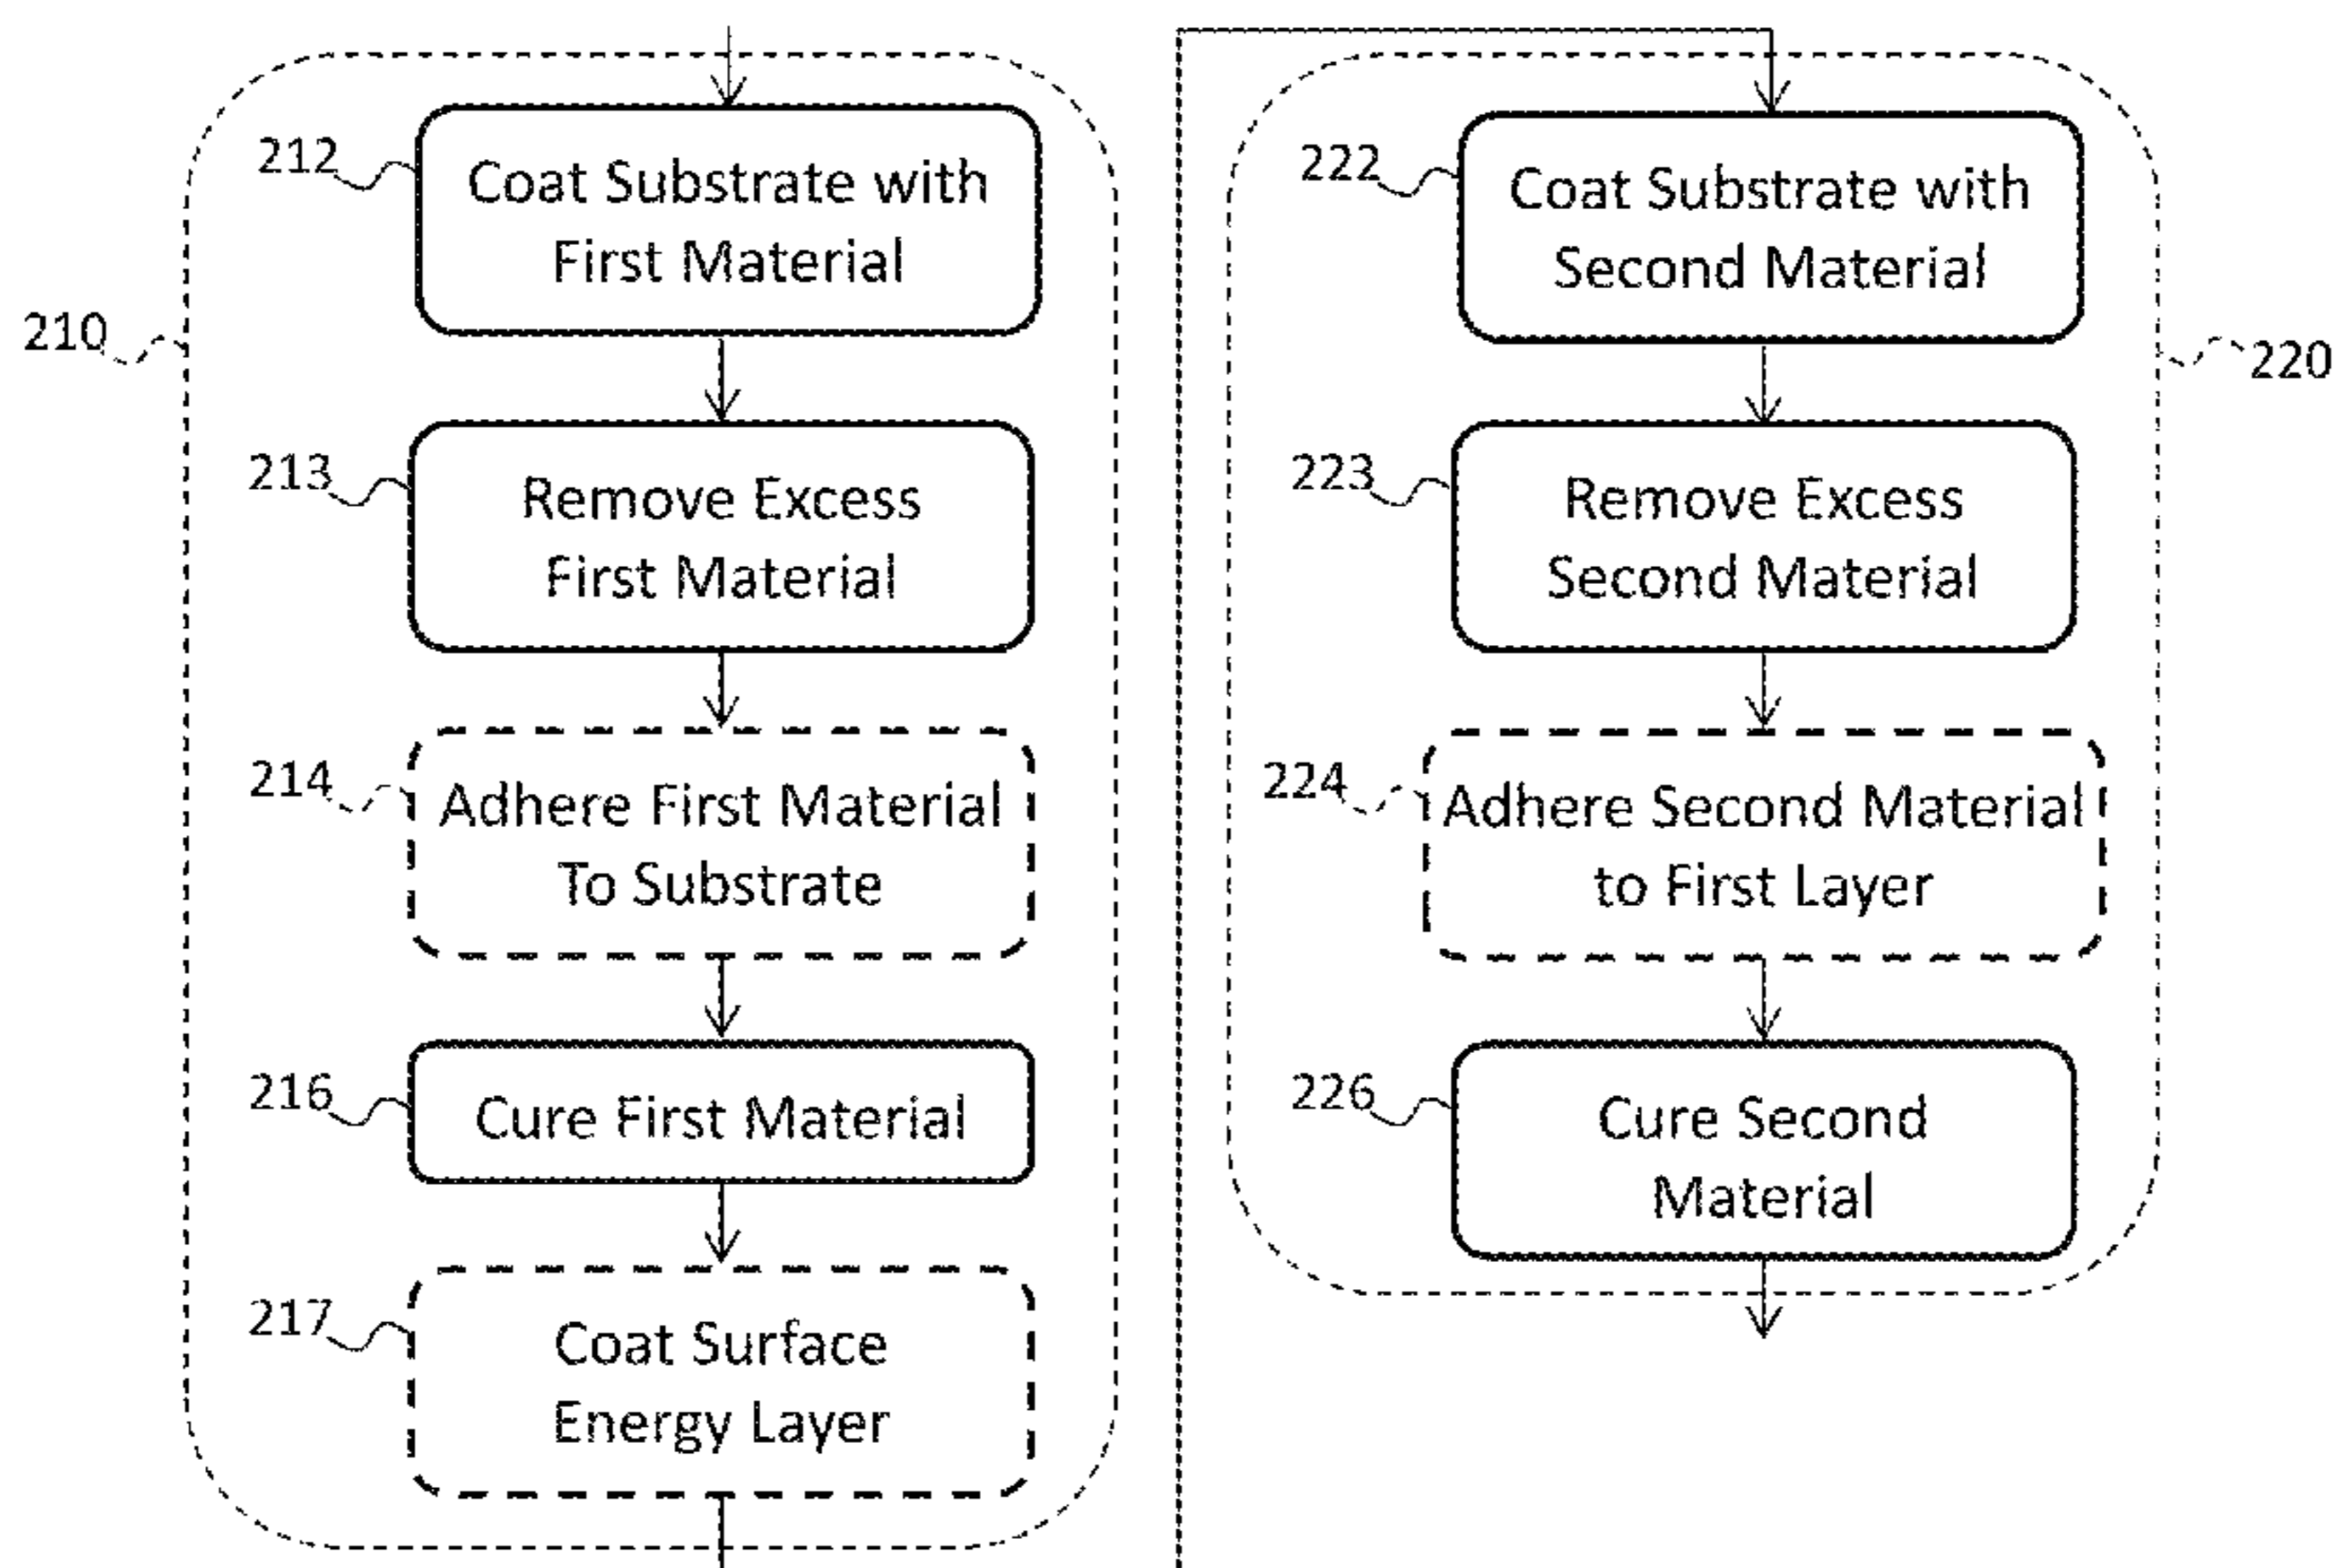 210
212
Coat Substrate with
First Material
213
Remove Excess
First Material
214
Adhere First Material
To Substrate
216
Cure First Material
217
Coat Surface
Energy Layer
220
222
Coat Substrate with
Second Material
223
Remove Excess
Second Material
224
Adhere Second Material
to First Layer
226
Cure Second
Material